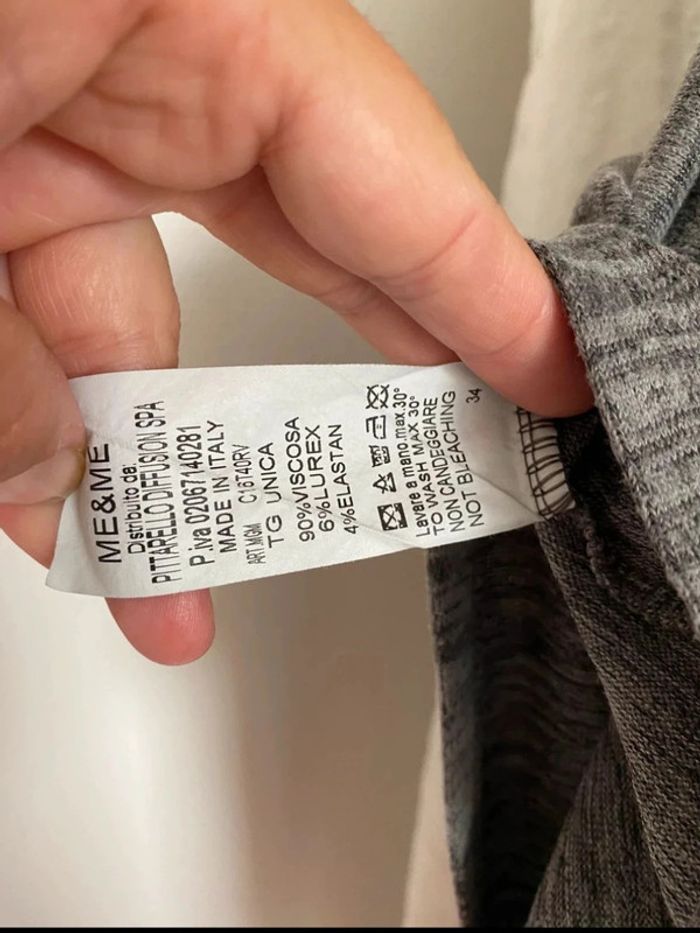 ME&ME
Distribuito da:
PITTARELLO DIFFUSION SPA
P.iva 02067140281
MADE IN ITALY
ART.MGM C16T40RV
TG UNICA
90%VISCOSA
6%LUREX
4%ELASTAN
Lavare a mano.max.30°
TO WASH MAX 30°
NON CANDEGGIARE
NOT BLEACHING
34